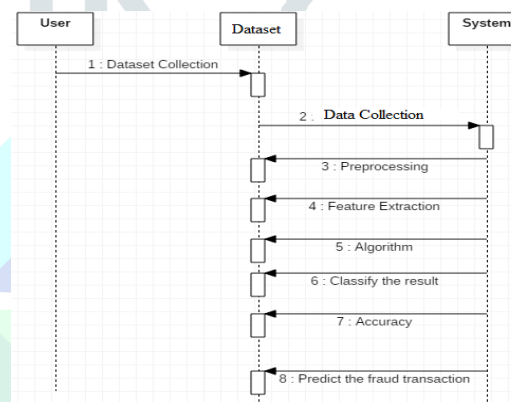 User
Dataset
System
1 : Dataset Collection
2 : Data Collection
3 : Preprocessing
4 : Feature Extraction
5 : Algorithm
6 : Classify the result
7 : Accuracy
8 : Predict the fraud transaction